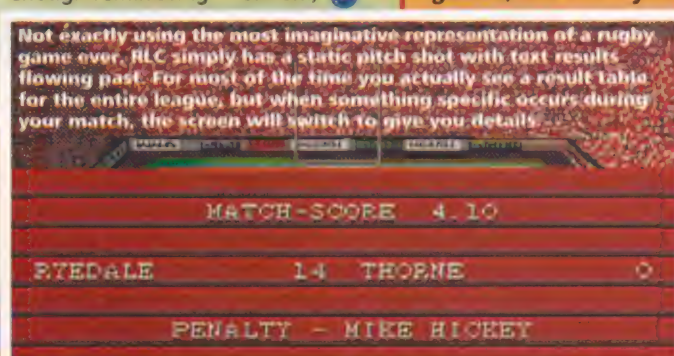 Not exactly using the most imaginative representation of a rugby
game ever, RLC simply has a static pitch shot with text results
flowing past. For most of the time you actually see a result table
for the entire league, but when something specific occurs during
your match, the screen will switch to give you details.
MATCH-SCORE 4.10
RYEDALE 14 THORNE 0
PENALTY - MIKE HICKEY